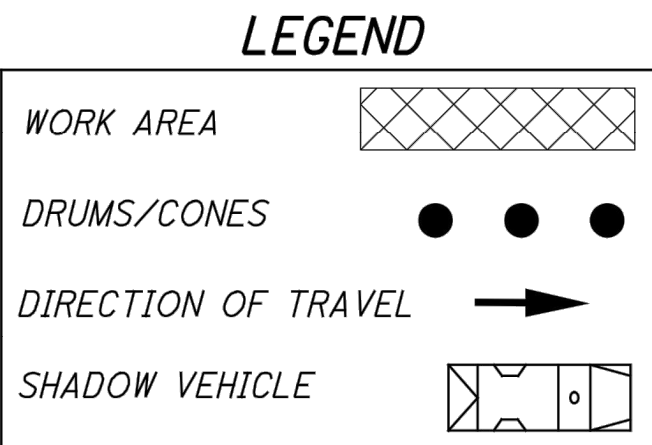 LEGEND
WORK AREA
DRUMS/CONES
DIRECTION OF TRAVEL
SHADOW VEHICLE